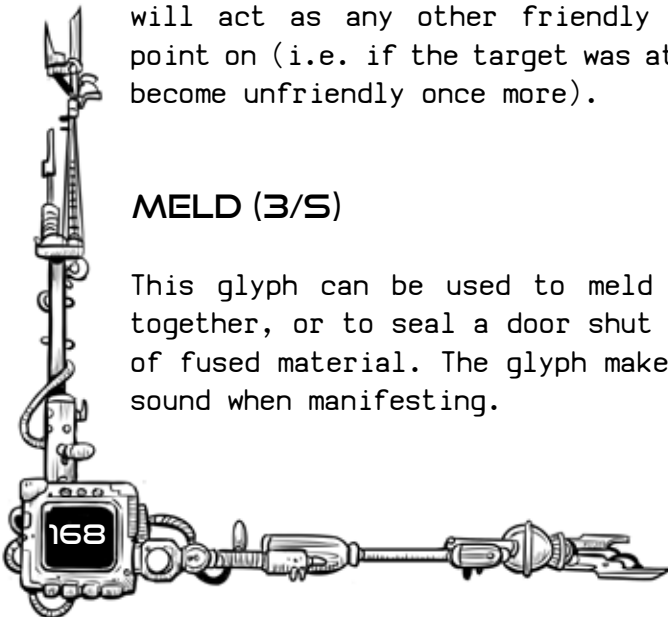 will act as any other friendly
point on (i.e. if the target was at
become unfriendly once more).
MELD (3/S)
This glyph can be used to meld
together, or to seal a door shut
of fused material. The glyph make
sound when manifesting.
168